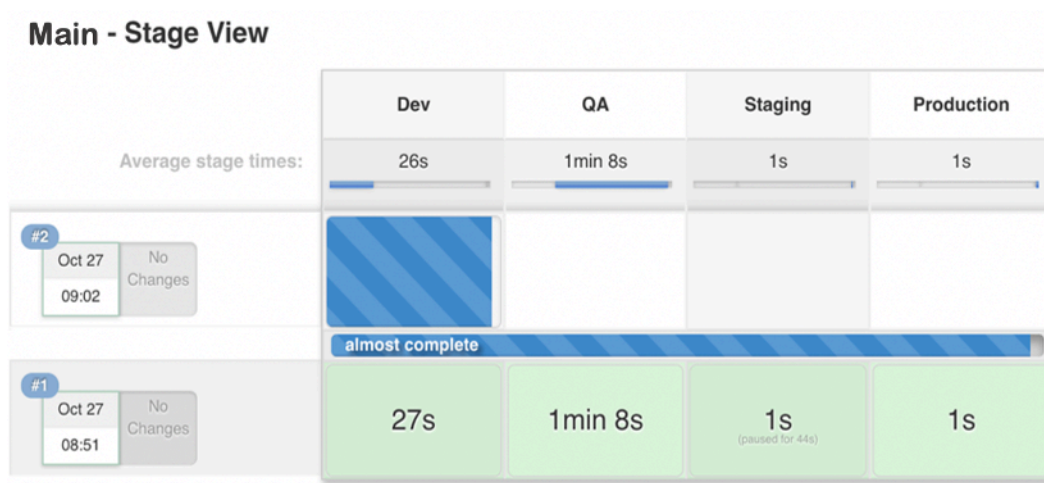 Main - Stage View
Dev QA Staging Production
Average stage times: 26s 1min 8s 1s 1s
#2
Oct 27 No
Changes
09:02
almost complete
#1
Oct 27 No
Changes
08:51
27s 1min 8s 1s 1s
(paused for 44s)